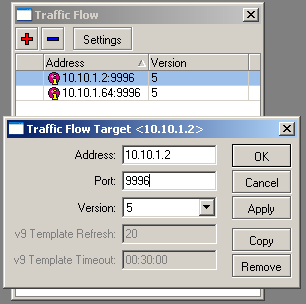 Traffic Flow
Settings
Address Version
10.10.1.2:9996 5
10.10.1.64:9996 5
Traffic Flow Target <10.10.1.2>
Address: 10.10.1.2 OK
Port: 9996 Cancel
Version: 5 Apply
v9 Template Refresh: 20 Copy
v9 Template Timeout: 00:30:00 Remove